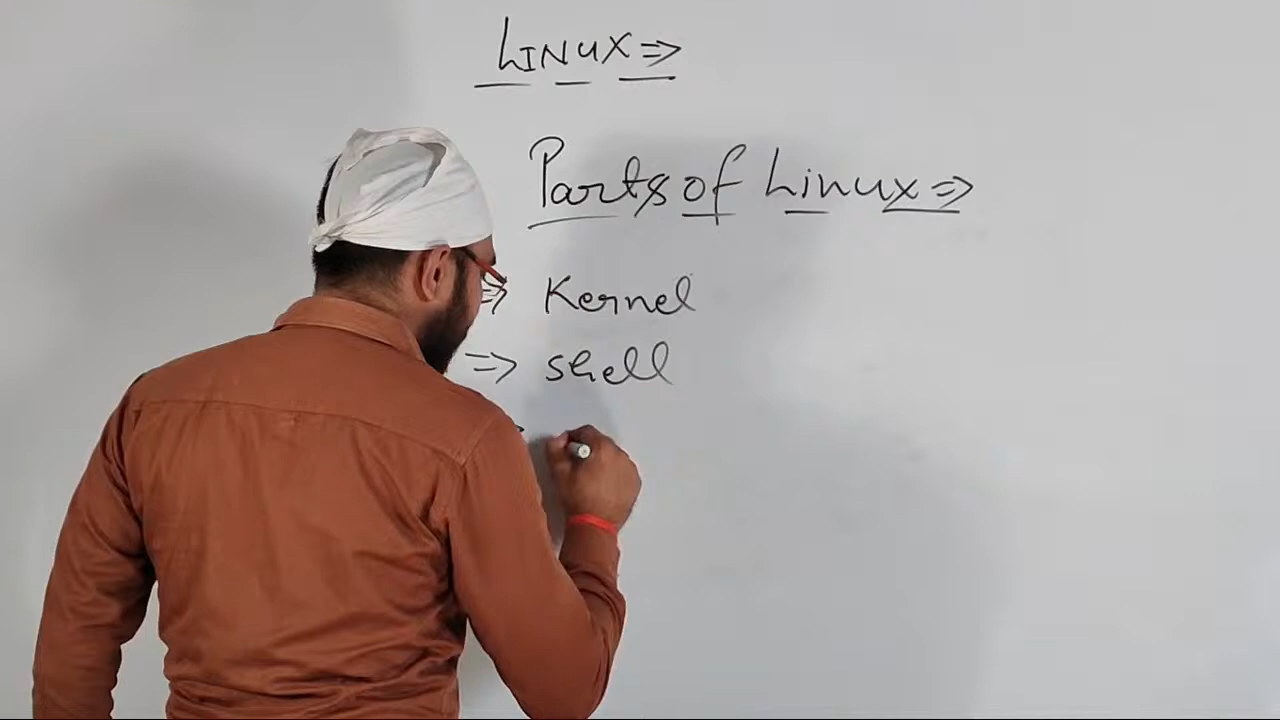 LINUX =>
Parts of Linux =>
=> Kernel
=> shell